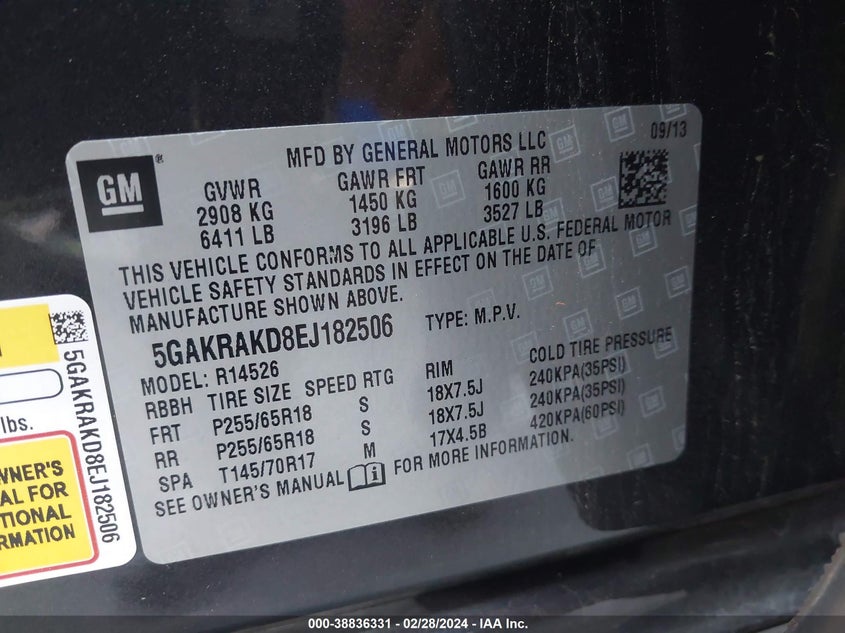 09/13
MFD BY GENERAL MOTORS LLC
GM®
GVWR GAWR FRT GAWR RR
2908 KG 1450 KG 1600 KG
6411 LB 3196 LB 3527 LB
THIS VEHICLE CONFORMS TO ALL APPLICABLE U.S. FEDERAL MOTOR
VEHICLE SAFETY STANDARDS IN EFFECT ON THE DATE OF
MANUFACTURE SHOWN ABOVE.
5GAKRAKD8EJ182506 TYPE: M.P.V.
MODEL: R14526
RBBH TIRE SIZE SPEED RTG RIM COLD TIRE PRESSURE
FRT P255/65R18 S 18X7.5J 240KPA(35PSI)
RR P255/65R18 S 18X7.5J 240KPA(35PSI)
SPA T145/70R17 M 17X4.5B 420KPA(60PSI)
SEE OWNER'S MANUAL FOR MORE INFORMATION.
5GAKRAKD8EJ182506
lbs.
WNER'S
AL FOR
TIONAL
RMATION
000-38836331 - 02/28/2024 - IAA Inc.